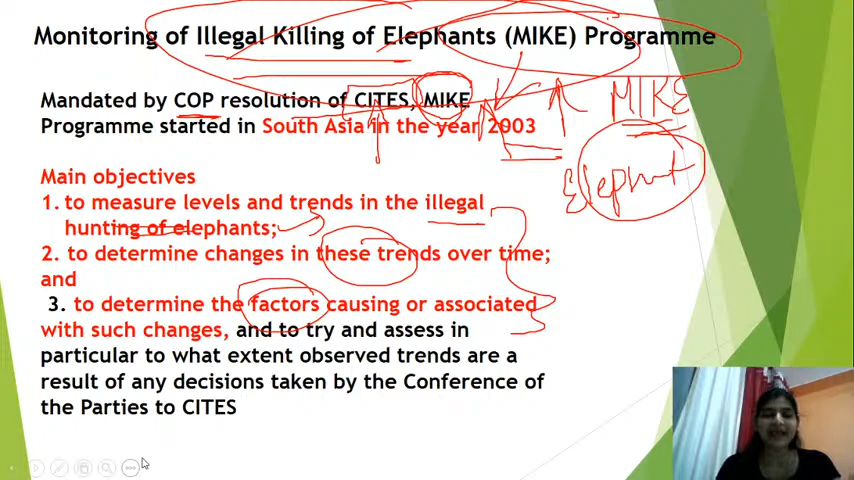 Monitoring of Illegal Killing of Elephants (MIKE) Programme
Mandated by COP resolution of CITES, MIKE
Programme started in South Asia in the year 2003
MIKE
Elephant
Main objectives
1. to measure levels and trends in the illegal
hunting of elephants;
2. to determine changes in these trends over time;
and
3. to determine the factors causing or associated
with such changes, and to try and assess in
particular to what extent observed trends are a
result of any decisions taken by the Conference of
the Parties to CITES